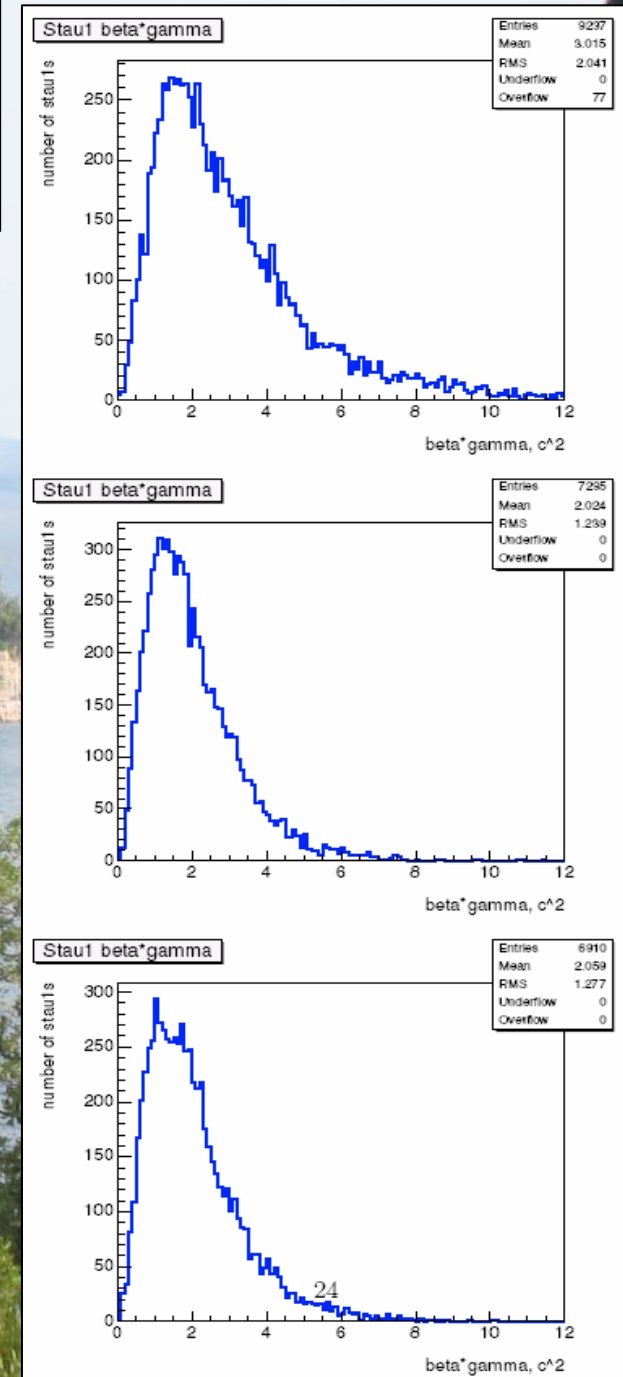 Stau1 beta*gamma
Entries 9237
Mean 3.015
RMS 2.041
Underflow 0
Overflow 77
number of stau1s
250
200
150
100
50
0
0 2 4 6 8 10 12
beta*gamma, c^2
Stau1 beta*gamma
Entries 7295
Mean 2.024
RMS 1.239
Underflow 0
Overflow 0
number of stau1s
300
250
200
150
100
50
0
0 2 4 6 8 10 12
beta*gamma, c^2
Stau1 beta*gamma
Entries 6910
Mean 2.059
RMS 1.277
Underflow 0
Overflow 0
number of stau1s
300
250
200
150
100
50
0
24
0 2 4 6 8 10 12
beta*gamma, c^2